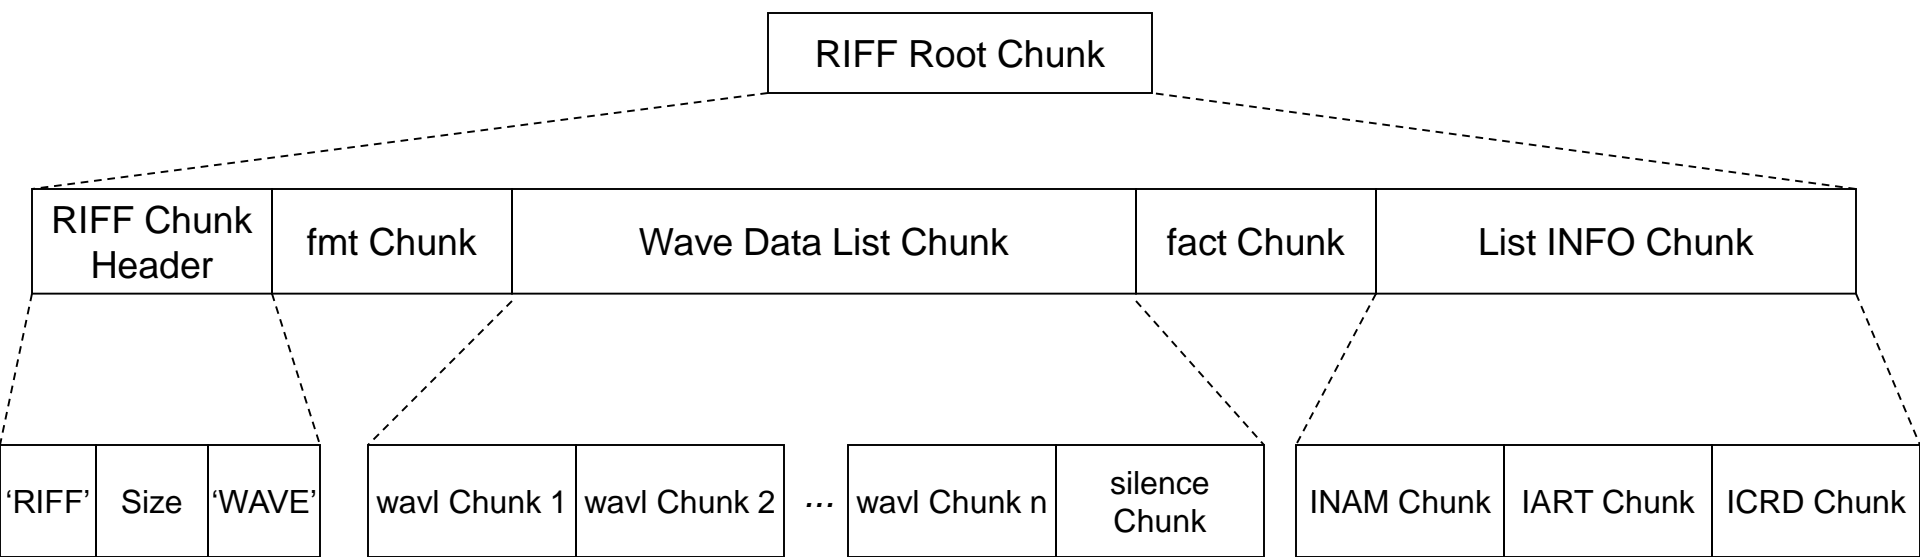 RIFF Root Chunk
RIFF Chunk
Header
fmt Chunk
Wave Data List Chunk
fact Chunk
List INFO Chunk
‘RIFF’
Size
‘WAVE’
wavl Chunk 1
wavl Chunk 2
...
wavl Chunk n
silence
Chunk
INAM Chunk
IART Chunk
ICRD Chunk